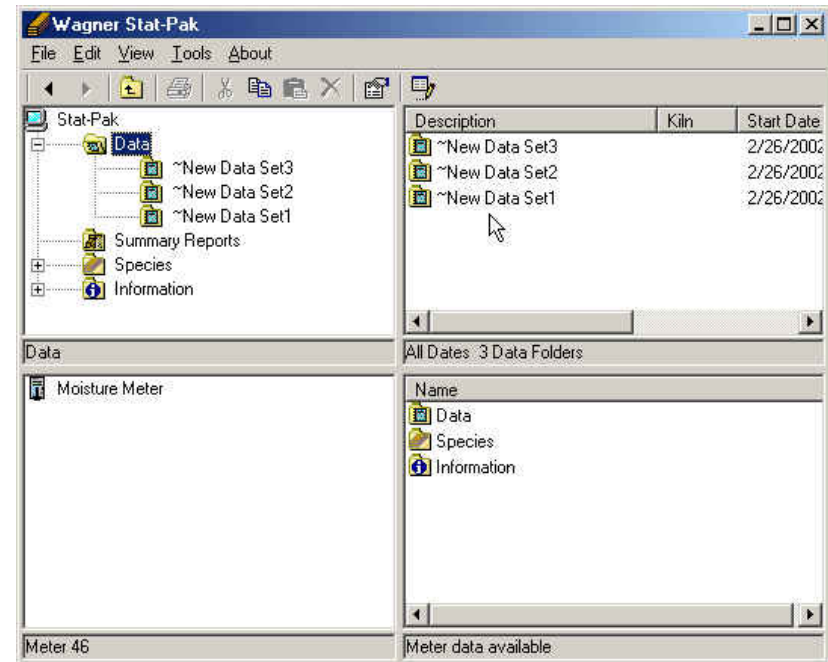 Wagner Stat-Pak
File Edit View Tools About
Stat-Pak
Data
~New Data Set3
~New Data Set2
~New Data Set1
Summary Reports
Species
Information
Data
Description Kiln Start Date
~New Data Set3 2/26/2002
~New Data Set2 2/26/2002
~New Data Set1 2/26/2002
All Dates 3 Data Folders
Moisture Meter
Meter 46
Name
Data
Species
Information
Meter data available